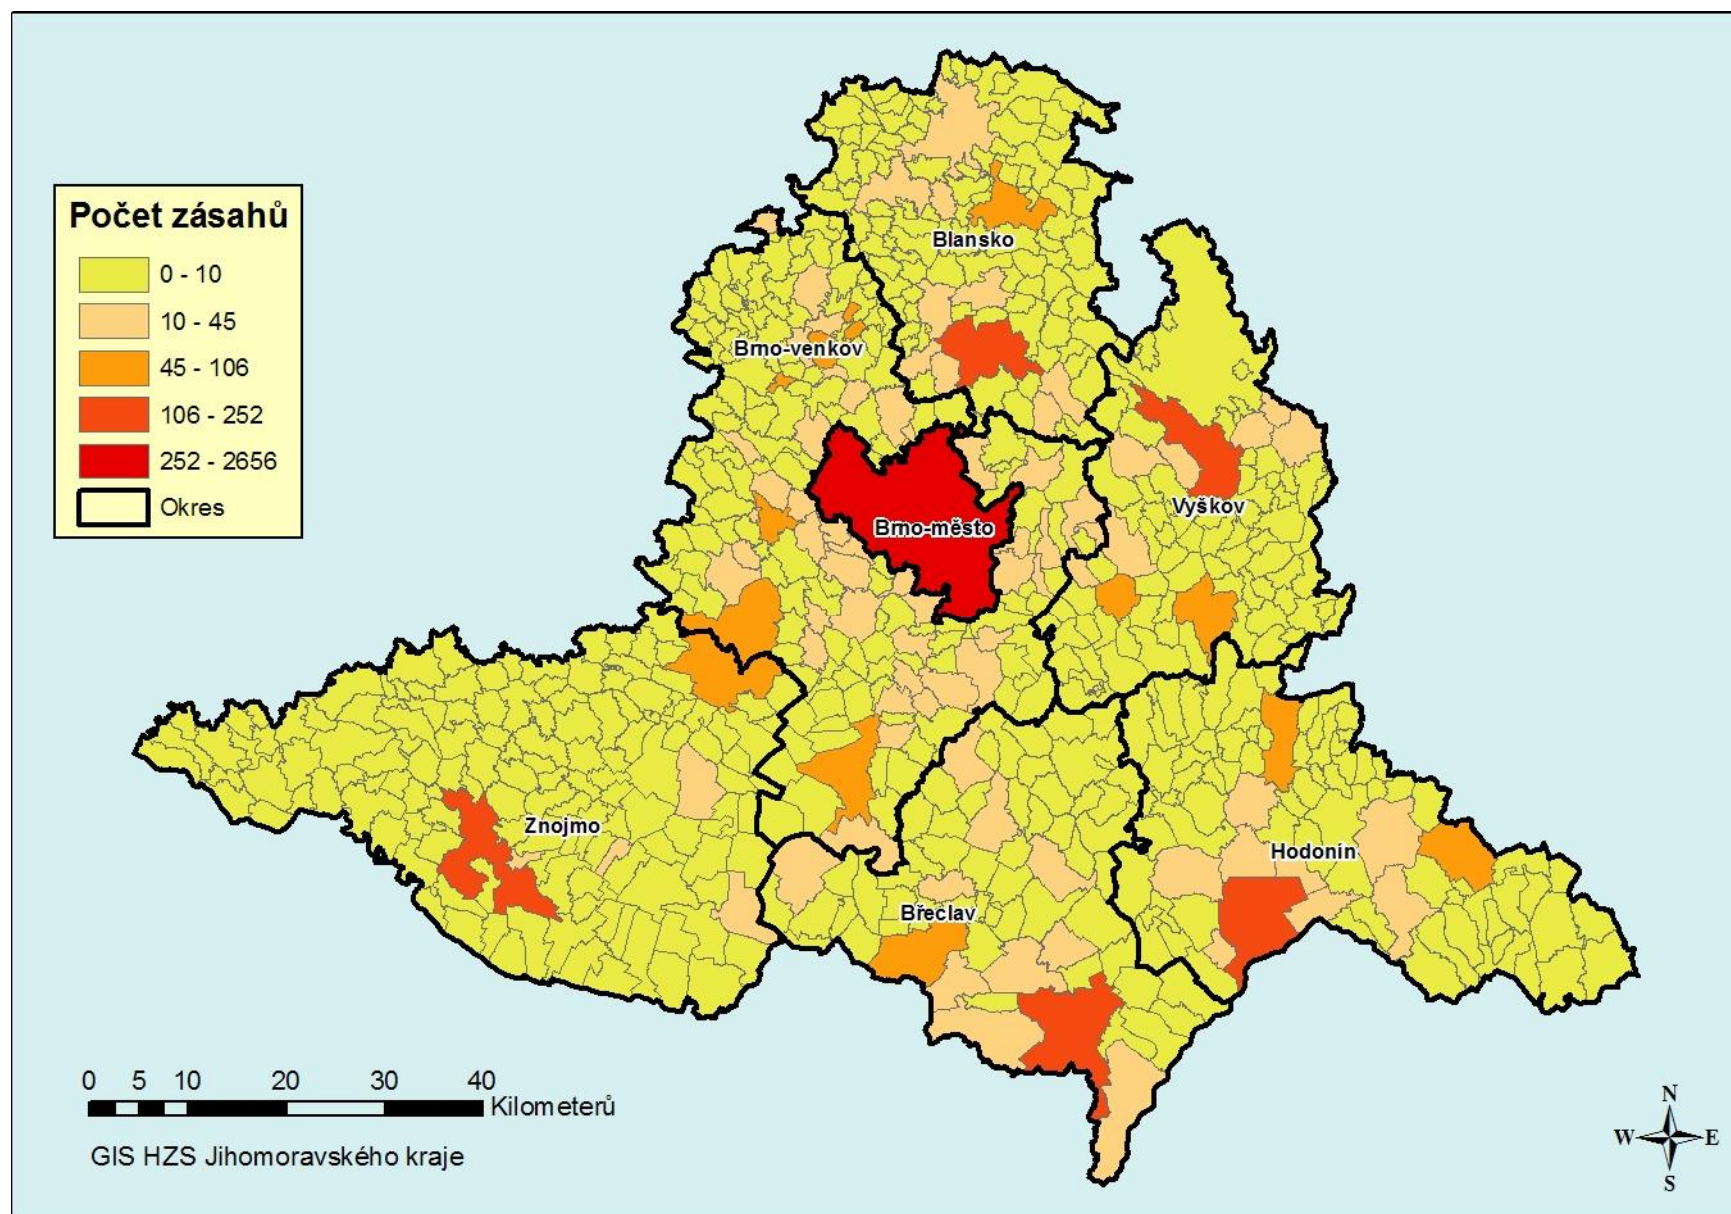 Počet zásahů
0 - 10
10 - 45
45 - 106
106 - 252
252 - 2656
Okres
Blansko
Brno-venkov
Vyškov
Brno-město
Znojmo
Hodonín
Břeclav
0 5 10 20 30 40
Kilometerů
GIS HZS Jihomoravského kraje
N
W E
S